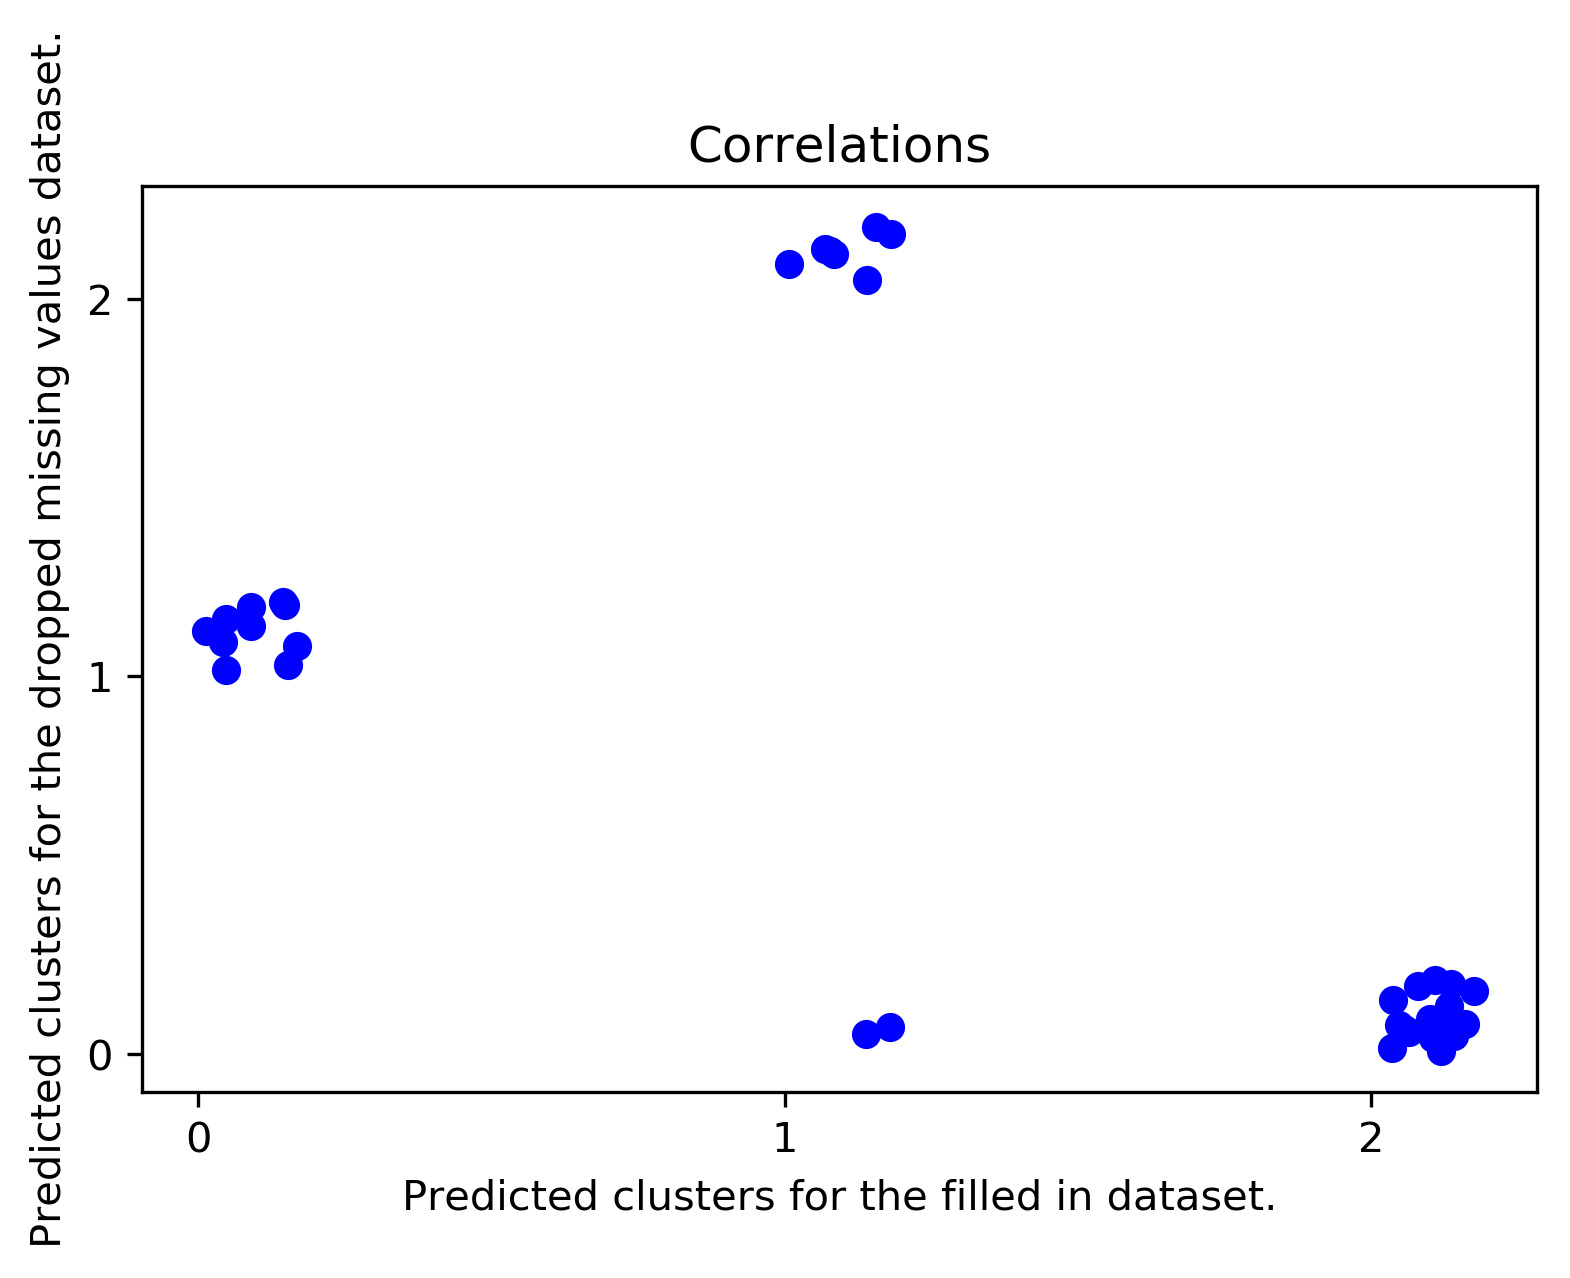 Correlations
Predicted clusters for the dropped missing values dataset.
2
1
0
0
1
2
Predicted clusters for the filled in dataset.